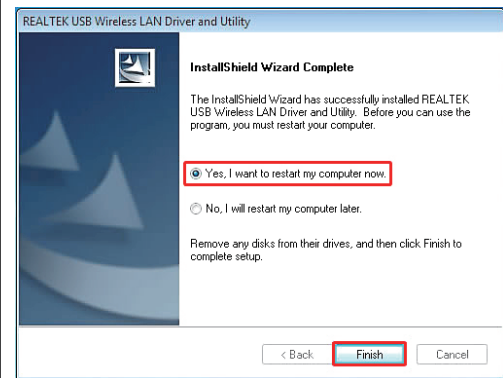 REALTEK USB Wireless LAN Driver and Utility
InstallShield Wizard Complete
The InstallShield Wizard has successfully installed REALTEK
USB Wireless LAN Driver and Utility. Before you can use the
program, you must restart your computer.
Yes, I want to restart my computer now.
No, I will restart my computer later.
Remove any disks from their drives, and then click Finish to
complete setup.
< Back Finish Cancel